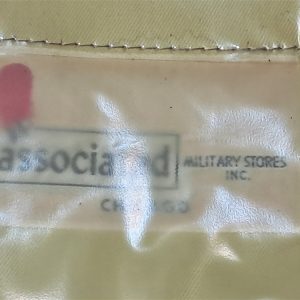 associated MILITARY STORES
INC.
CHICAGO